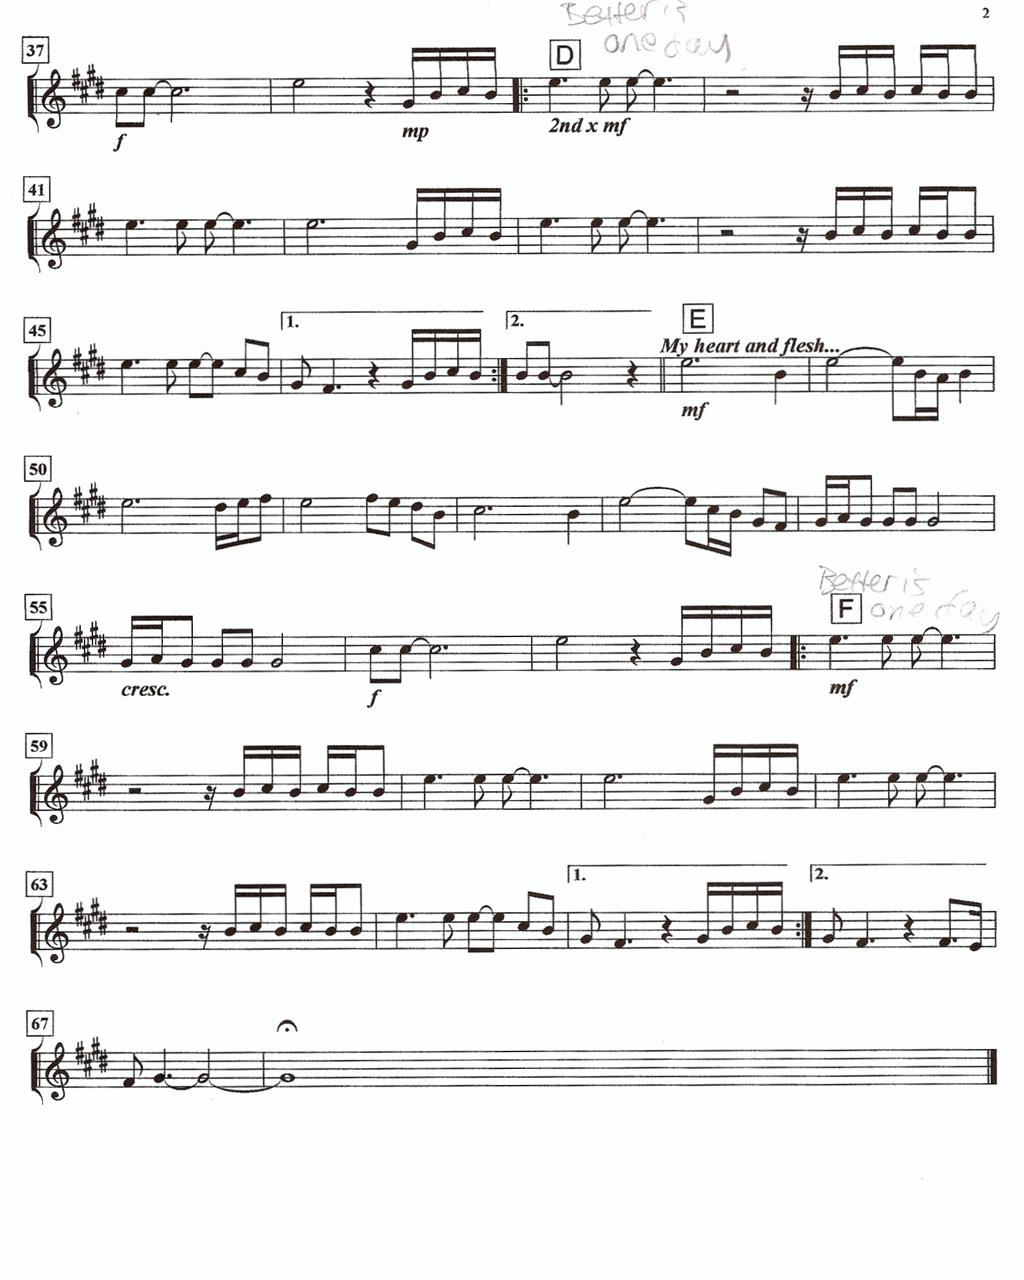 2
Better is
one day
37
D
f
mp
2nd x mf
41
45
1.
2.
E
My heart and flesh...
mf
50
Better is
one day
55
F
cresc.
f
mf
59
63
1.
2.
67